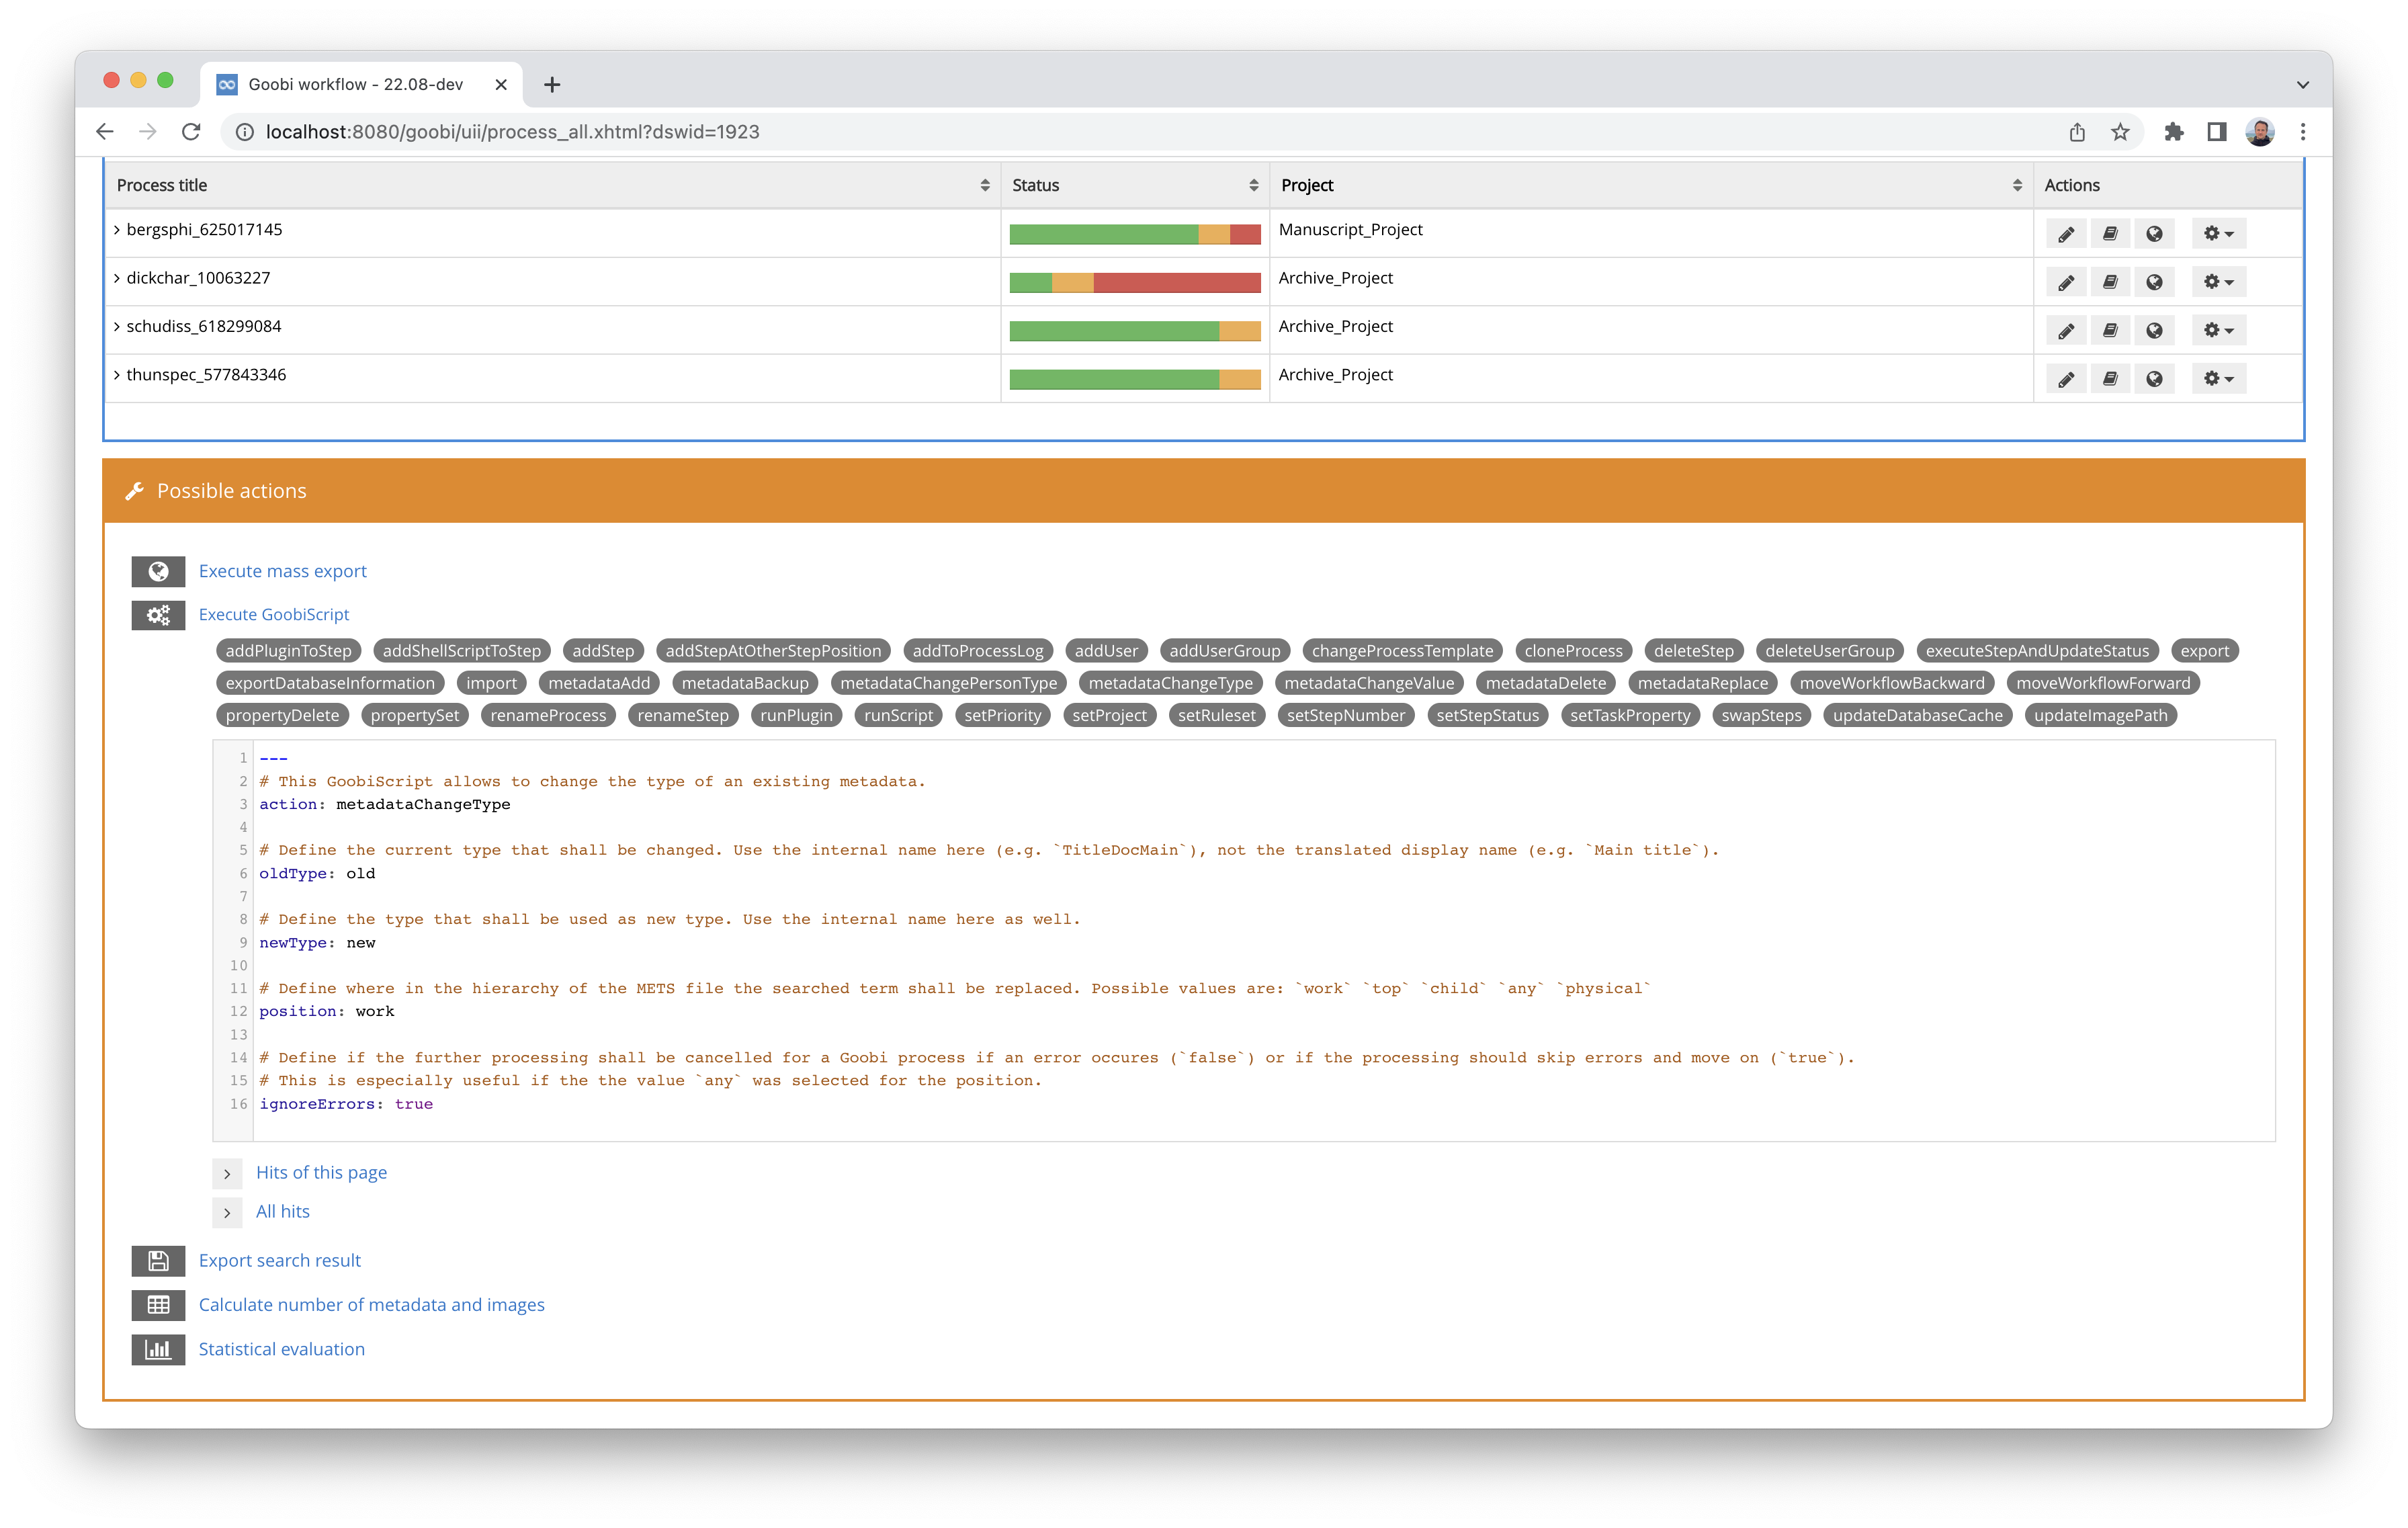 Goobi workflow - 22.08-dev
localhost:8080/goobi/uii/process_all.xhtml?dswid=1923
Process title Status Project Actions
bergsphi_625017145 Manuscript_Project
dickchar_10063227 Archive_Project
schudiss_618299084 Archive_Project
thunspec_577843346 Archive_Project
Possible actions
Execute mass export
Execute GoobiScript
addPluginToStep addShellScriptToStep addStep addStepAtOtherStepPosition addToProcessLog addUser addUserGroup changeProcessTemplate cloneProcess deleteStep deleteUserGroup executeStepAndUpdateStatus export
exportDatabaseInformation import metadataAdd metadataBackup metadataChangePersonType metadataChangeType metadataChangeValue metadataDelete metadataReplace moveWorkflowBackward moveWorkflowForward
propertyDelete propertySet renameProcess renameStep runPlugin runScript setPriority setProject setRuleset setStepNumber setStepStatus setTaskProperty swapSteps updateDatabaseCache updateImagePath
1 ---
2 # This GoobiScript allows to change the type of an existing metadata.
3 action: metadataChangeType
4
5 # Define the current type that shall be changed. Use the internal name here (e.g. `TitleDocMain`), not the translated display name (e.g. `Main title`).
6 oldType: old
7
8 # Define the type that shall be used as new type. Use the internal name here as well.
9 newType: new
10
11 # Define where in the hierarchy of the METS file the searched term shall be replaced. Possible values are: `work` `top` `child` `any` `physical`
12 position: work
13
14 # Define if the further processing shall be cancelled for a Goobi process if an error occures (`false`) or if the processing should skip errors and move on (`true`).
15 # This is especially useful if the the value `any` was selected for the position.
16 ignoreErrors: true
Hits of this page
All hits
Export search result
Calculate number of metadata and images
Statistical evaluation